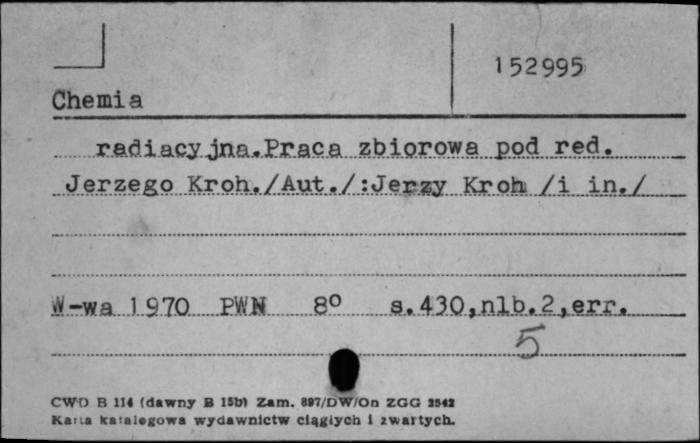 152995
Chemia
radiacyjna.Praca zbiorowa pod red.
Jerzego Kroh./Aut./:Jerzy Kroh /i in./
W-wa 1970 PWN 8° s.430,nlb.2,err.
5
CWD B 114 (dawny B 15b) Zam. 897/DW/On ZGG 2542
Karta katalogowa wydawnictw ciągłych i zwartych.